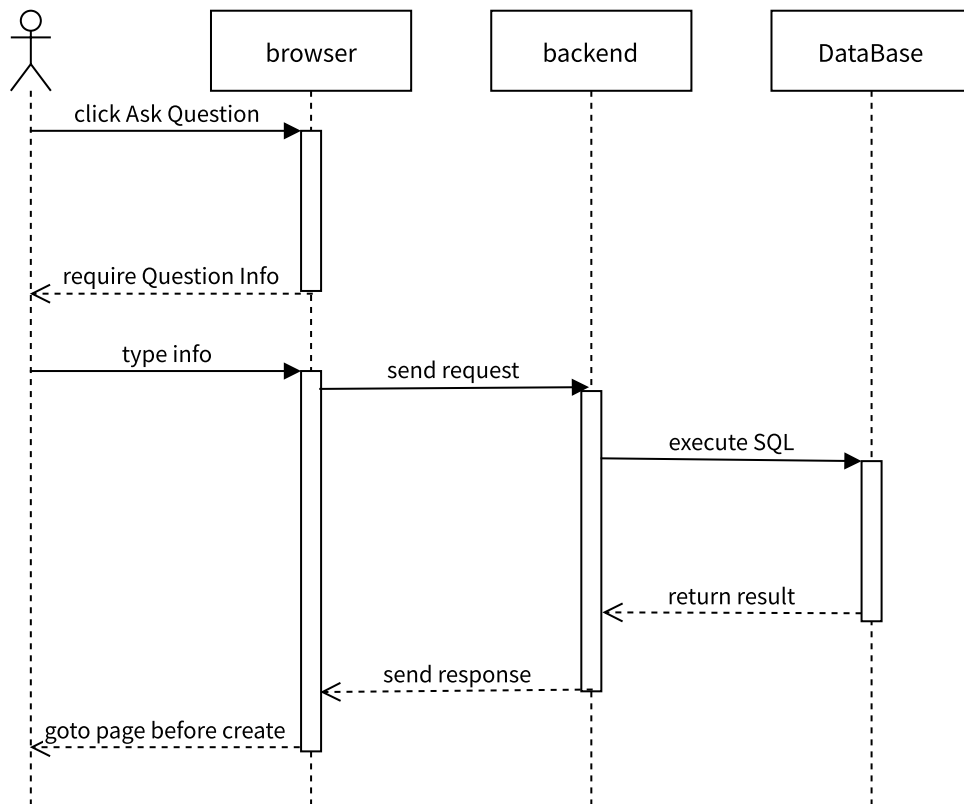 browser
backend
DataBase
click Ask Question
require Question Info
type info
send request
execute SQL
return result
send response
goto page before create